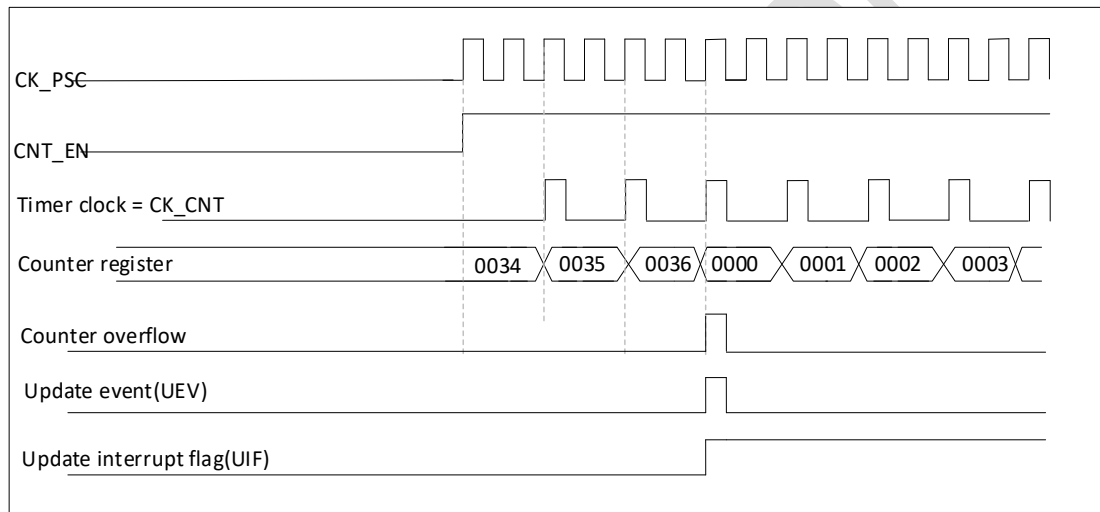 CK_PSC
CNT_EN
Timer clock = CK_CNT
Counter register 0034 0035 0036 0000 0001 0002 0003
Counter overflow
Update event(UEV)
Update interrupt flag(UIF)